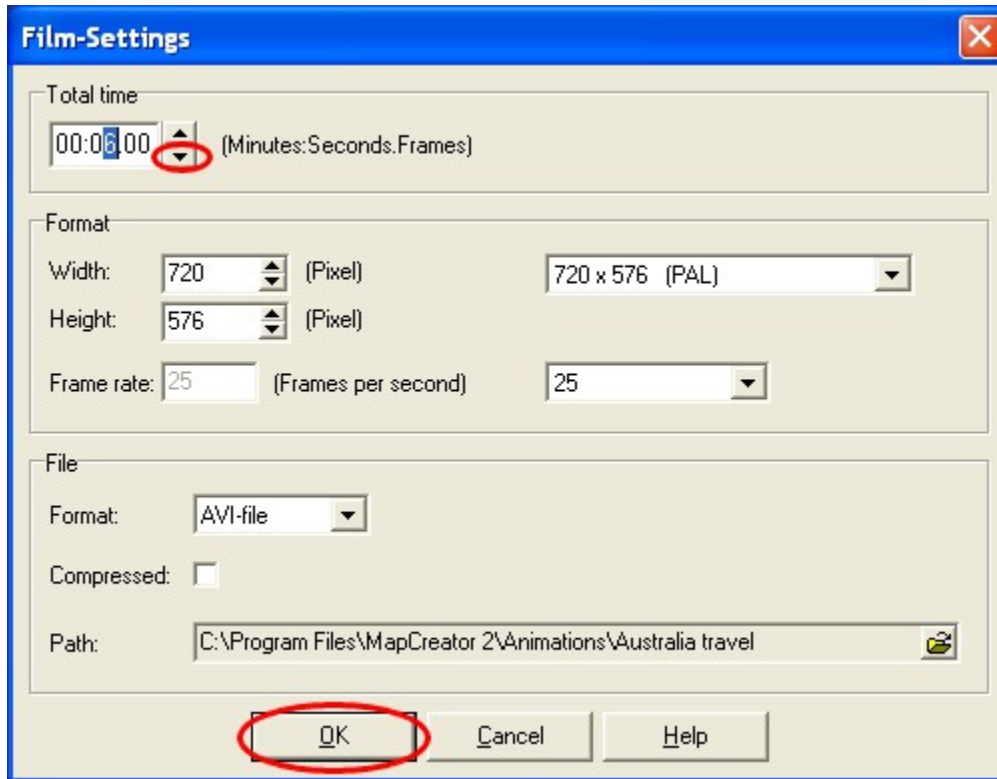 Film-Settings
Total time
00:06.00 (Minutes:Seconds.Frames)
Format
Width: 720 (Pixel) 720 x 576 (PAL)
Height: 576 (Pixel)
Frame rate: 25 (Frames per second) 25
File
Format: AVI-file
Compressed:
Path: C:\Program Files\MapCreator 2\Animations\Australia travel
OK Cancel Help